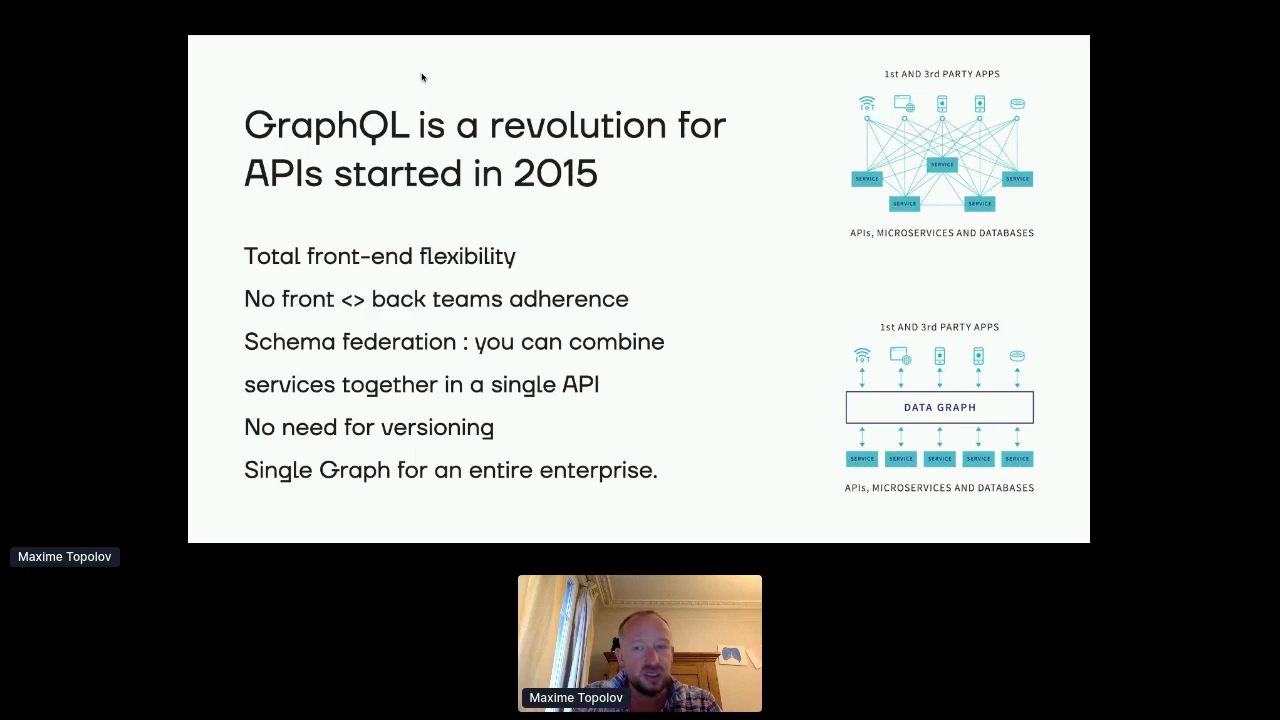 GraphQL is a revolution for
APIs started in 2015
Total front-end flexibility
No front <> back teams adherence
Schema federation : you can combine
services together in a single API
No need for versioning
Single Graph for an entire enterprise.
1st AND 3rd PARTY APPS
IOT
SERVICE
SERVICE
SERVICE
SERVICE
SERVICE
APIs, MICROSERVICES AND DATABASES
1st AND 3rd PARTY APPS
IOT
DATA GRAPH
SERVICE SERVICE SERVICE SERVICE SERVICE
APIs, MICROSERVICES AND DATABASES
Maxime Topolov
Maxime Topolov